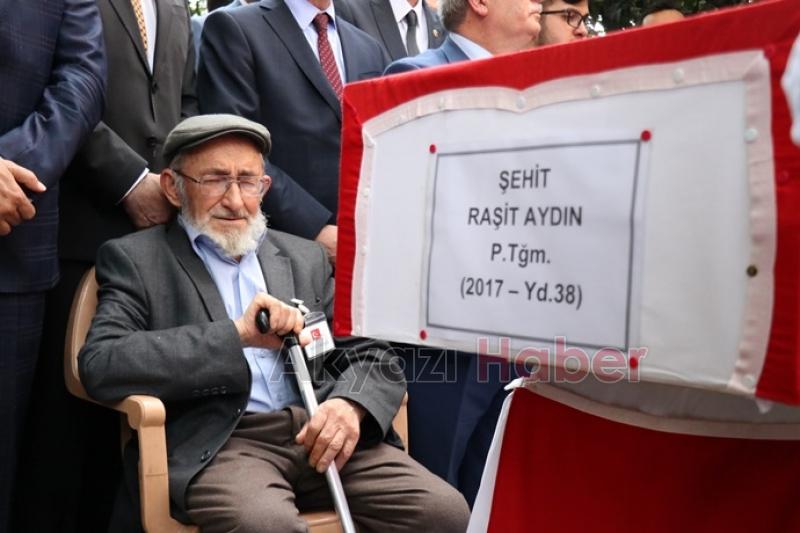 ŞEHİT
RAŞİT AYDIN
P.Tğm.
(2017 – Yd.38)
Akyazı Haber